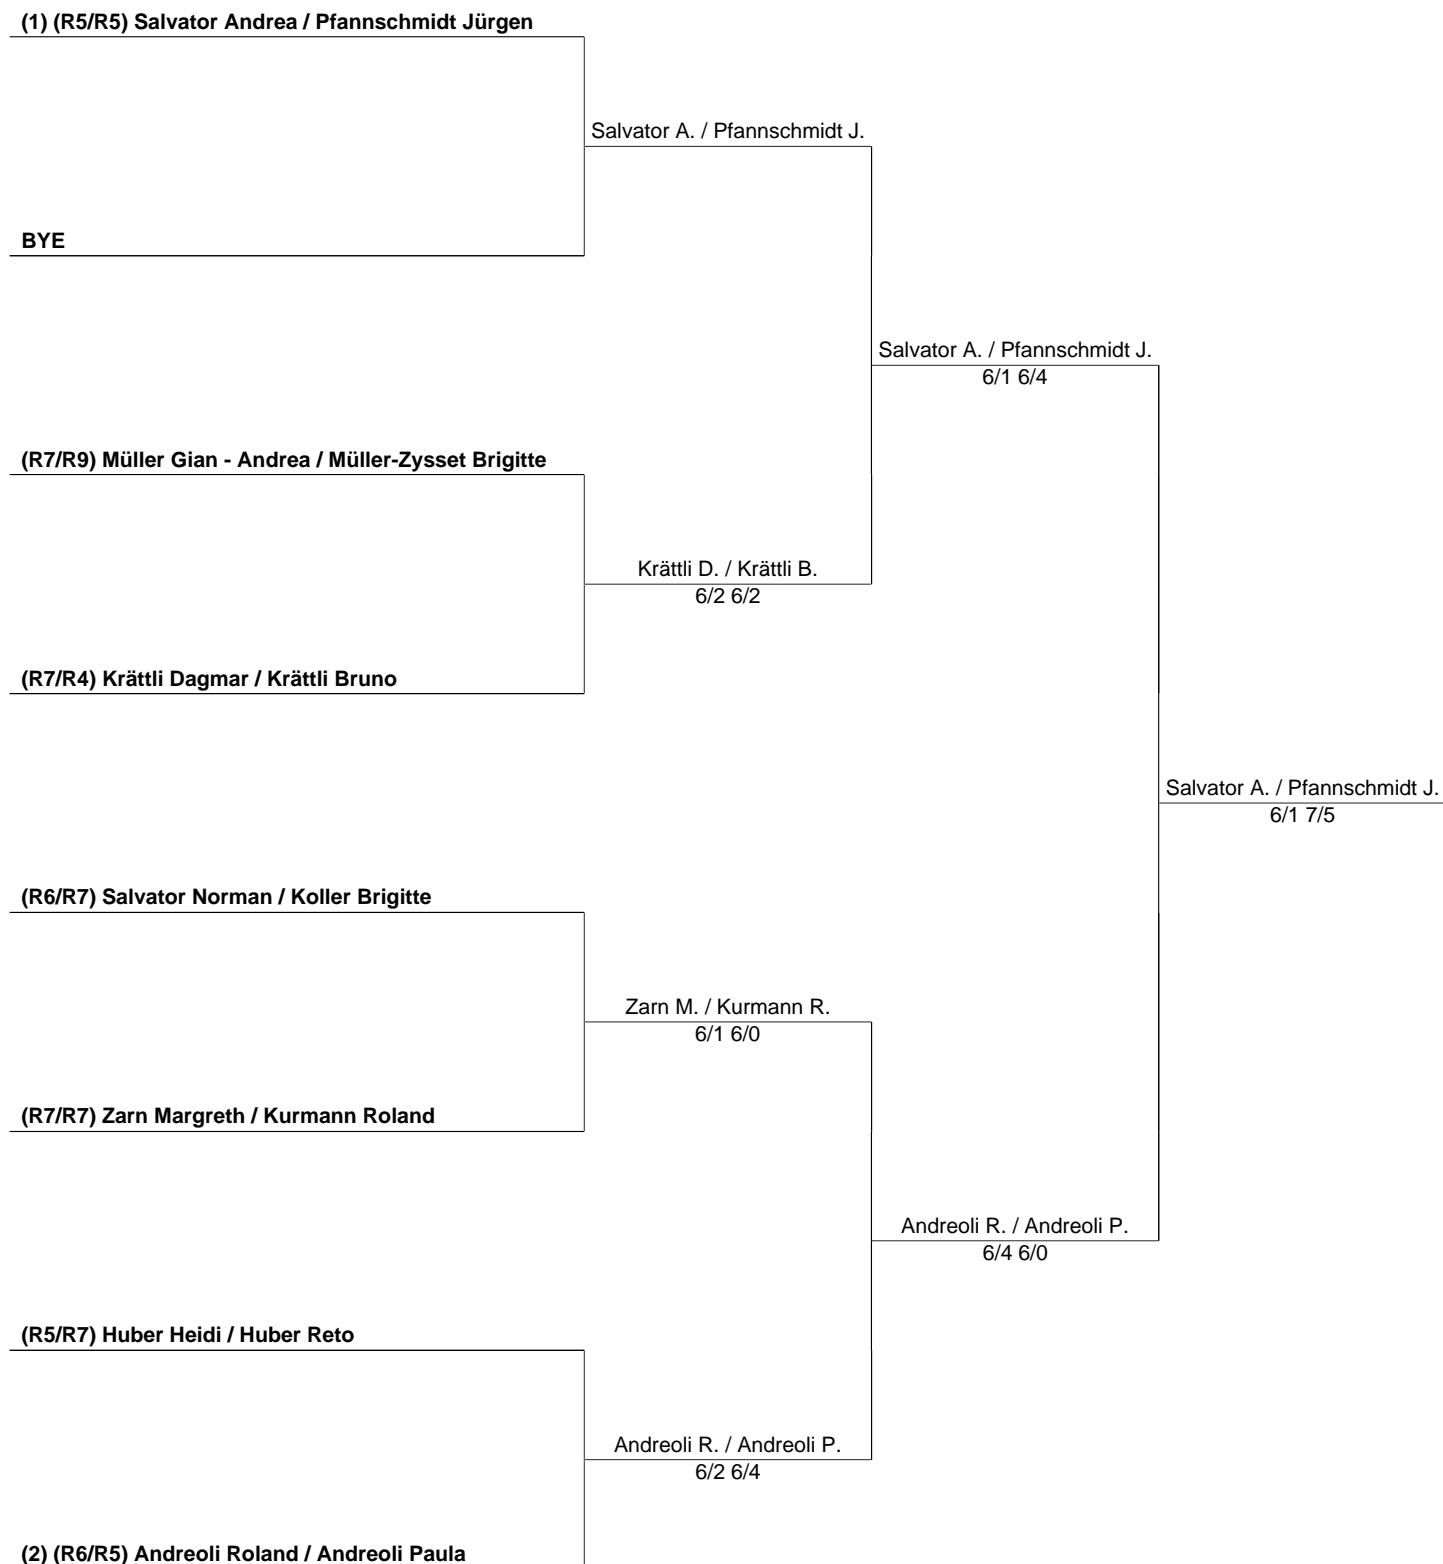 (1) (R5/R5) Salvator Andrea / Pfannschmidt Jürgen
Salvator A. / Pfannschmidt J.
BYE
Salvator A. / Pfannschmidt J.
6/1 6/4
(R7/R9) Müller Gian - Andrea / Müller-Zysset Brigitte
Krättli D. / Krättli B.
6/2 6/2
(R7/R4) Krättli Dagmar / Krättli Bruno
Salvator A. / Pfannschmidt J.
6/1 7/5
(R6/R7) Salvator Norman / Koller Brigitte
Zarn M. / Kurmann R.
6/1 6/0
(R7/R7) Zarn Margreth / Kurmann Roland
Andreoli R. / Andreoli P.
6/4 6/0
(R5/R7) Huber Heidi / Huber Reto
Andreoli R. / Andreoli P.
6/2 6/4
(2) (R6/R5) Andreoli Roland / Andreoli Paula